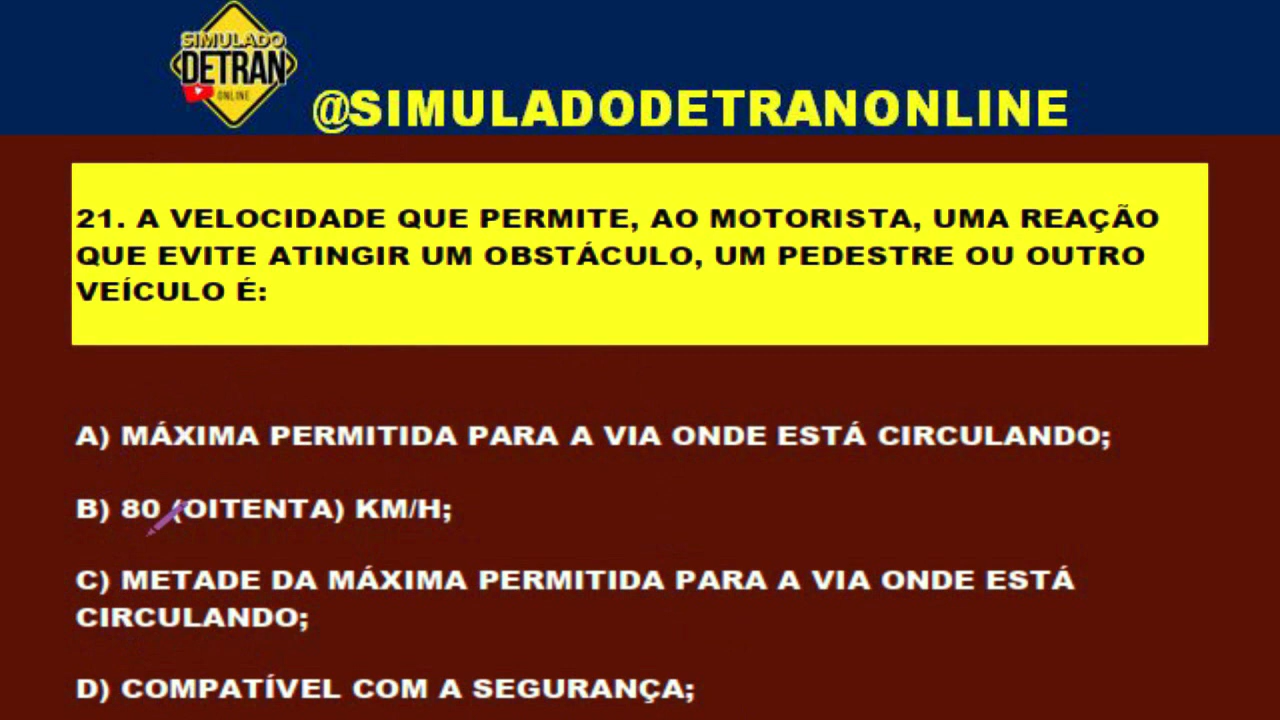 SIMULADO
DETRAN
ONLINE
@SIMULADODETRANONLINE
21. A VELOCIDADE QUE PERMITE, AO MOTORISTA, UMA REAÇÃO
QUE EVITE ATINGIR UM OBSTÁCULO, UM PEDESTRE OU OUTRO
VEÍCULO É:
A) MÁXIMA PERMITIDA PARA A VIA ONDE ESTÁ CIRCULANDO;
B) 80 (OITENTA) KM/H;
C) METADE DA MÁXIMA PERMITIDA PARA A VIA ONDE ESTÁ
CIRCULANDO;
D) COMPATÍVEL COM A SEGURANÇA;